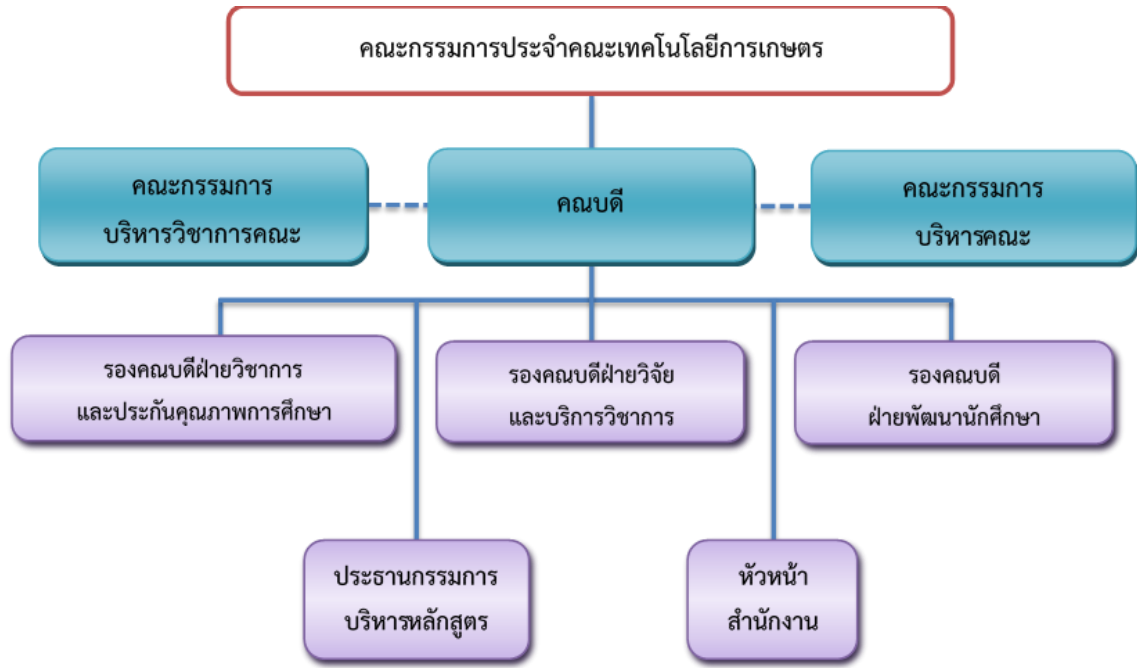 คณะกรรมการประจำคณะเทคโนโลยีการเกษตร
คณะกรรมการ
บริหารวิชาการคณะ
คณบดี
คณะกรรมการ
บริหารคณะ
รองคณบดีฝ่ายวิชาการ
และประกันคุณภาพการศึกษา
รองคณบดีฝ่ายวิจัย
และบริการวิชาการ
รองคณบดี
ฝ่ายพัฒนานักศึกษา
ประธานกรรมการ
บริหารหลักสูตร
หัวหน้า
สำนักงาน